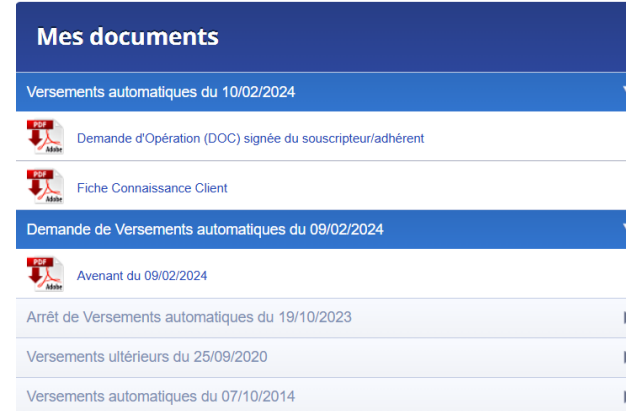 Mes documents
Versements automatiques du 10/02/2024
PDF
Adobe
Demande d'Opération (DOC) signée du souscripteur/adhérent
PDF
Adobe
Fiche Connaissance Client
Demande de Versements automatiques du 09/02/2024
PDF
Adobe
Avenant du 09/02/2024
Arrêt de Versements automatiques du 19/10/2023
Versements ultérieurs du 25/09/2020
Versements automatiques du 07/10/2014